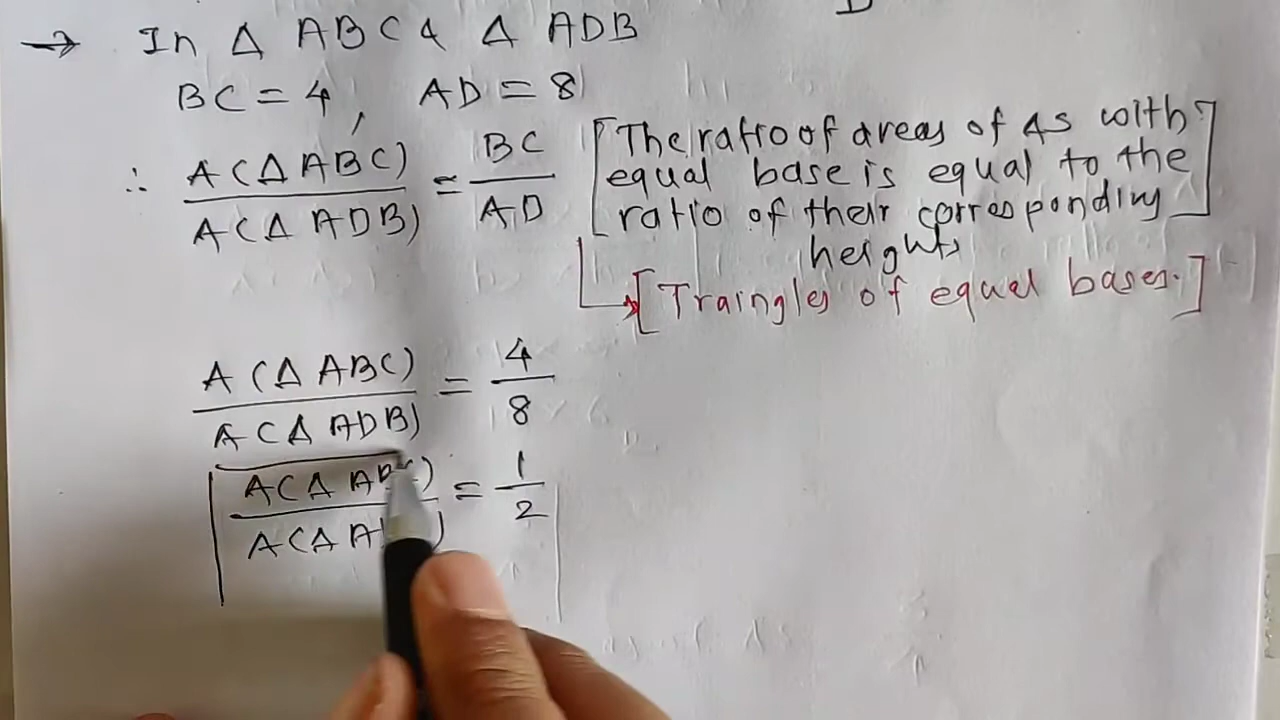 → In Δ ABC & Δ ADB
BC = 4, AD = 8
∴ A(Δ ABC) / A(Δ ADB) = BC / AD [The ratio of areas of Δs with
equal base is equal to the
ratio of their corresponding]
heights
[Traingles of equal bases.]
A(Δ ABC) / A(Δ ADB) = 4 / 8
A(Δ AB) / A(Δ A) = 1 / 2